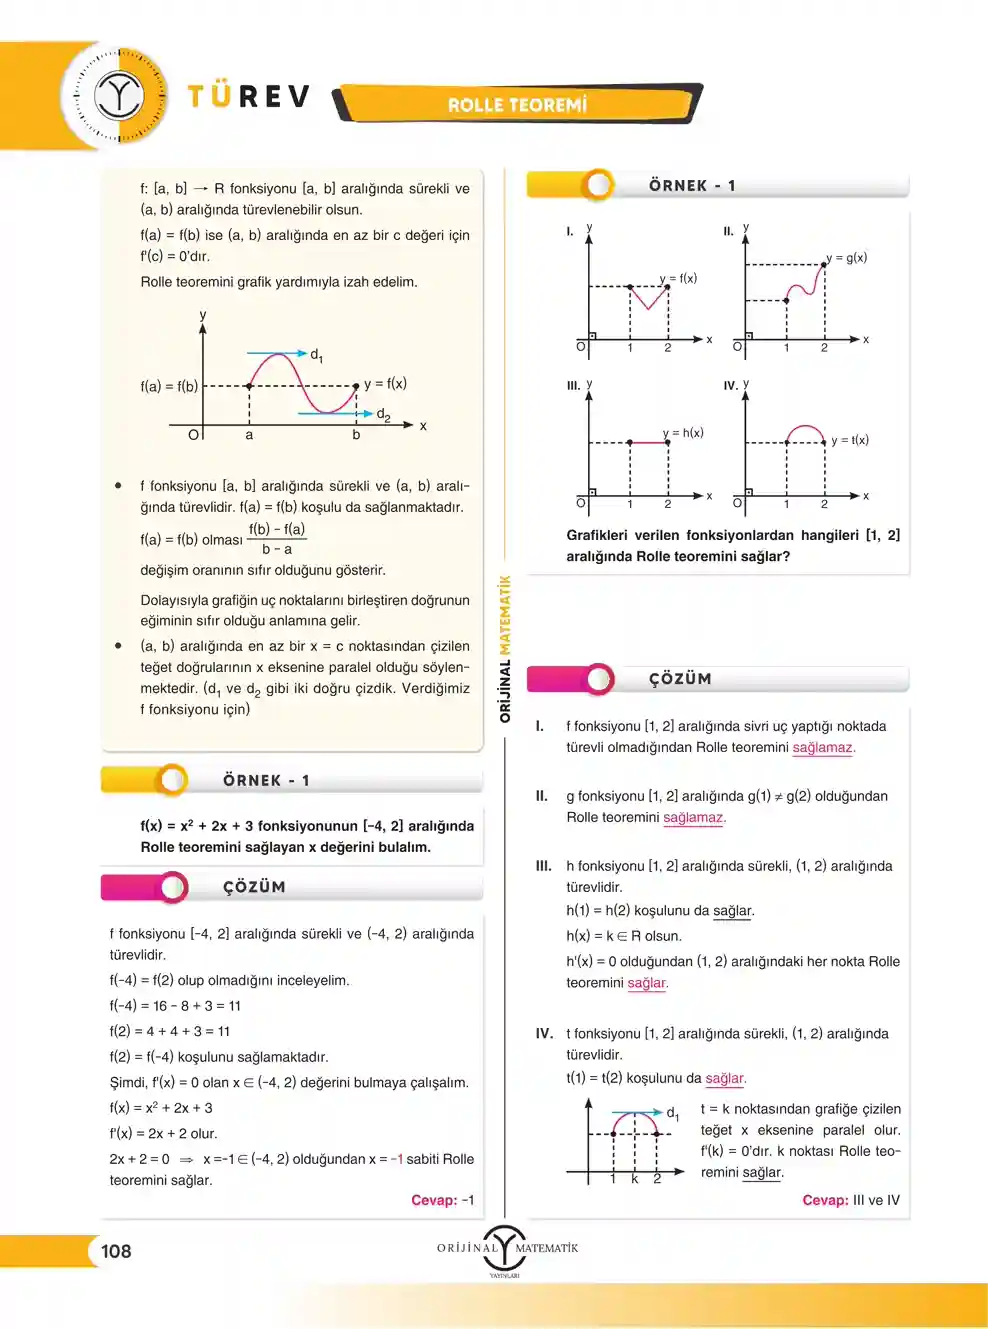 TÜREV
ROLLE TEOREMİ
f: [a, b] → R fonksiyonu [a, b] aralığında sürekli ve
(a, b) aralığında türevlenebilir olsun.
f(a) = f(b) ise (a, b) aralığında en az bir c değeri için
f'(c) = 0'dır.
Rolle teoremini grafik yardımıyla izah edelim.
y
d₁
f(a) = f(b)
y = f(x)
d₂
x
O
a
b
• f fonksiyonu [a, b] aralığında sürekli ve (a, b) aralı-
ğında türevlidir. f(a) = f(b) koşulu da sağlanmaktadır.
f(a) = f(b) olması f(b) – f(a)
b – a
değişim oranının sıfır olduğunu gösterir.
Dolayısıyla grafiğin uç noktalarını birleştiren doğrunun
eğiminin sıfır olduğu anlamına gelir.
• (a, b) aralığında en az bir x = c noktasından çizilen
teğet doğrularının x eksenine paralel olduğu söylen-
mektedir. (d₁ ve d₂ gibi iki doğru çizdik. Verdiğimiz
f fonksiyonu için)
ÖRNEK - 1
f(x) = x² + 2x + 3 fonksiyonunun [–4, 2] aralığında
Rolle teoremini sağlayan x değerini bulalım.
ÇÖZÜM
f fonksiyonu [–4, 2] aralığında sürekli ve (–4, 2) aralığında
türevlidir.
f(–4) = f(2) olup olmadığını inceleyelim.
f(–4) = 16 – 8 + 3 = 11
f(2) = 4 + 4 + 3 = 11
f(2) = f(–4) koşulunu sağlamaktadır.
Şimdi, f'(x) = 0 olan x ∈ (–4, 2) değerini bulmaya çalışalım.
f(x) = x² + 2x + 3
f'(x) = 2x + 2 olur.
2x + 2 = 0 ⇒ x =–1 ∈ (–4, 2) olduğundan x = –1 sabiti Rolle
teoremini sağlar.
Cevap: –1
ORİJİNAL MATEMATİK
ÖRNEK - 1
I.
y
y = f(x)
x
O
1
2
II.
y
y = g(x)
x
O
1
2
III.
y
y = h(x)
x
O
1
2
IV.
y
y = t(x)
x
O
1
2
Grafikleri verilen fonksiyonlardan hangileri [1, 2]
aralığında Rolle teoremini sağlar?
ÇÖZÜM
I. f fonksiyonu [1, 2] aralığında sivri uç yaptığı noktada
türevli olmadığından Rolle teoremini sağlamaz.
II. g fonksiyonu [1, 2] aralığında g(1) ≠ g(2) olduğundan
Rolle teoremini sağlamaz.
III. h fonksiyonu [1, 2] aralığında sürekli, (1, 2) aralığında
türevlidir.
h(1) = h(2) koşulunu da sağlar.
h(x) = k ∈ R olsun.
h'(x) = 0 olduğundan (1, 2) aralığındaki her nokta Rolle
teoremini sağlar.
IV. t fonksiyonu [1, 2] aralığında sürekli, (1, 2) aralığında
türevlidir.
t(1) = t(2) koşulunu da sağlar.
d₁
1
k
2
t = k noktasından grafiğe çizilen
teğet x eksenine paralel olur.
f'(k) = 0'dır. k noktası Rolle teo-
remini sağlar.
Cevap: III ve IV
108
ORİJİNAL MATEMATİK
YAYINLARI